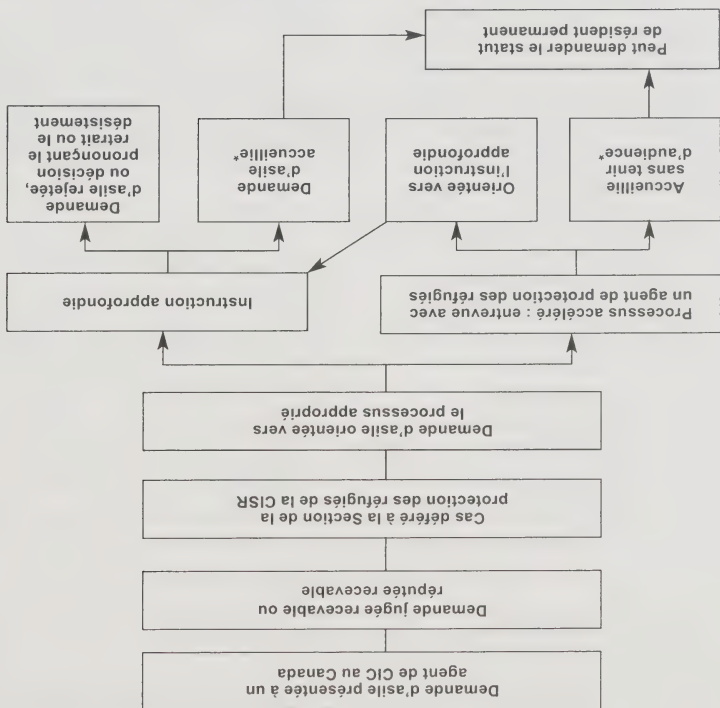 Demande d'asile présentée à un
agent de CIC au Canada
Demande jugée recevable ou
réputée recevable
Cas déféré à la Section de la
protection des réfugiés de la CISR
Demande d'asile orientée vers
le processus approprié
Processus accéléré : entrevue avec
un agent de protection des réfugiés
Instruction approfondie
Accueillie
sans tenir
d'audience*
Orientée vers
l'instruction
approfondie
Demande
d'asile
accueillie*
Demande
d'asile rejetée,
ou décision
prononçant le
retrait ou le
désistement
Peut demander le statut
de résident permanent